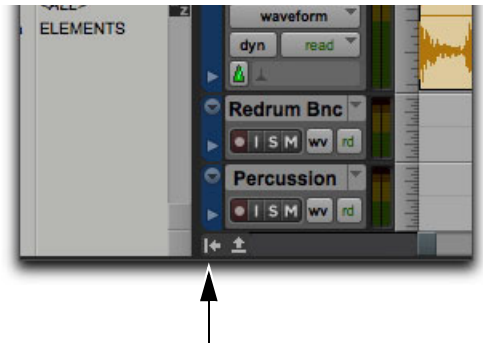 <ALL>
z
waveform
ELEMENTS
dyn read
Redrum Bnc
I S M wv rd
Percussion
I S M wv rd